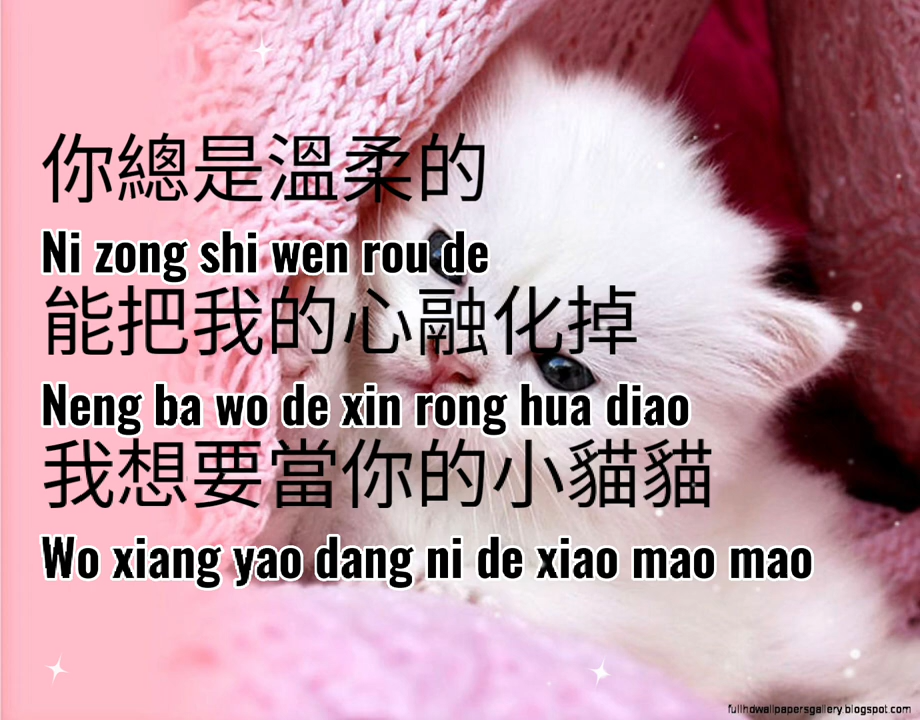 你總是溫柔的
Ni zong shi wen rou de
能把我的心融化掉
Neng ba wo de xin rong hua diao
我想要當你的小貓貓
Wo xiang yao dang ni de xiao mao mao
fullhdwallpapersgallery.blogspot.com